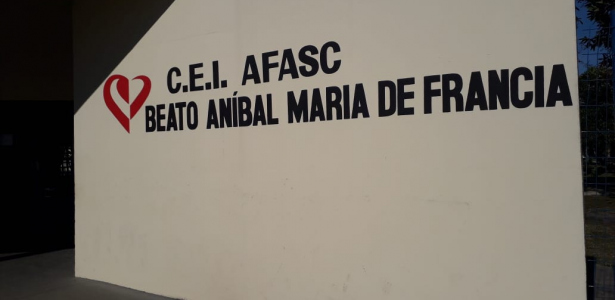 C.E.I. AFASC
BEATO ANÍBAL MARIA DE FRANCIA